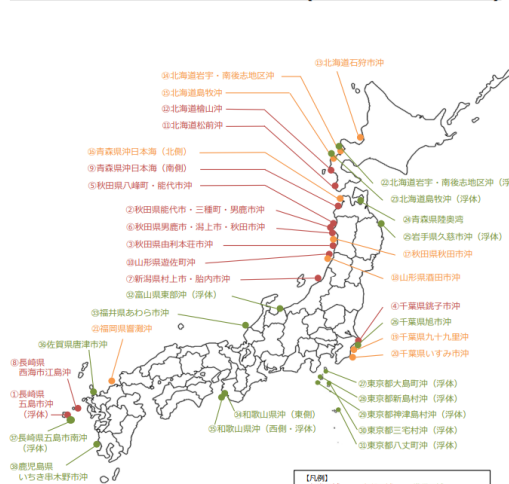 ⑬北海道石狩市沖
⑭北海道岩宇・南後志地区沖
⑮北海道島牧沖
⑫北海道檜山沖
⑪北海道松前沖
⑯青森県沖日本海（北側）
⑨青森県沖日本海（南側）
⑤秋田県八峰町・能代市沖
㉒北海道岩宇・南後志地区沖（浮
㉓北海道島牧沖（浮体）
㉔青森県陸奥湾
㉕岩手県久慈市沖（浮体）
②秋田県能代市・三種町・男鹿市沖
⑥秋田県男鹿市・潟上市・秋田市沖
③秋田県由利本荘市沖
⑩山形県遊佐町沖
⑦新潟県村上市・胎内市沖
⑰秋田県秋田市沖
⑱山形県酒田市沖
㉜富山県東部沖（浮体）
㉝福井県あわら市沖
㉑福岡県響灘沖
㊱佐賀県唐津市沖
⑧長崎県
西海市江島沖
①長崎県
五島市沖
（浮体）
㊲長崎県五島市南沖
（浮体）
㊳鹿児島県
いちき串木野市沖
④千葉県銚子市沖
㉖千葉県旭市沖
⑲千葉県九十九里沖
⑳千葉県いすみ市沖
㉗東京都大島町沖（浮体）
㉘東京都新島村沖（浮体）
㉙東京都神津島村沖（浮体）
㉚東京都三宅村沖（浮体）
㉛東京都八丈町沖（浮体）
㉞和歌山県沖（東側）
㉟和歌山県沖（西側・浮体）
【凡例】